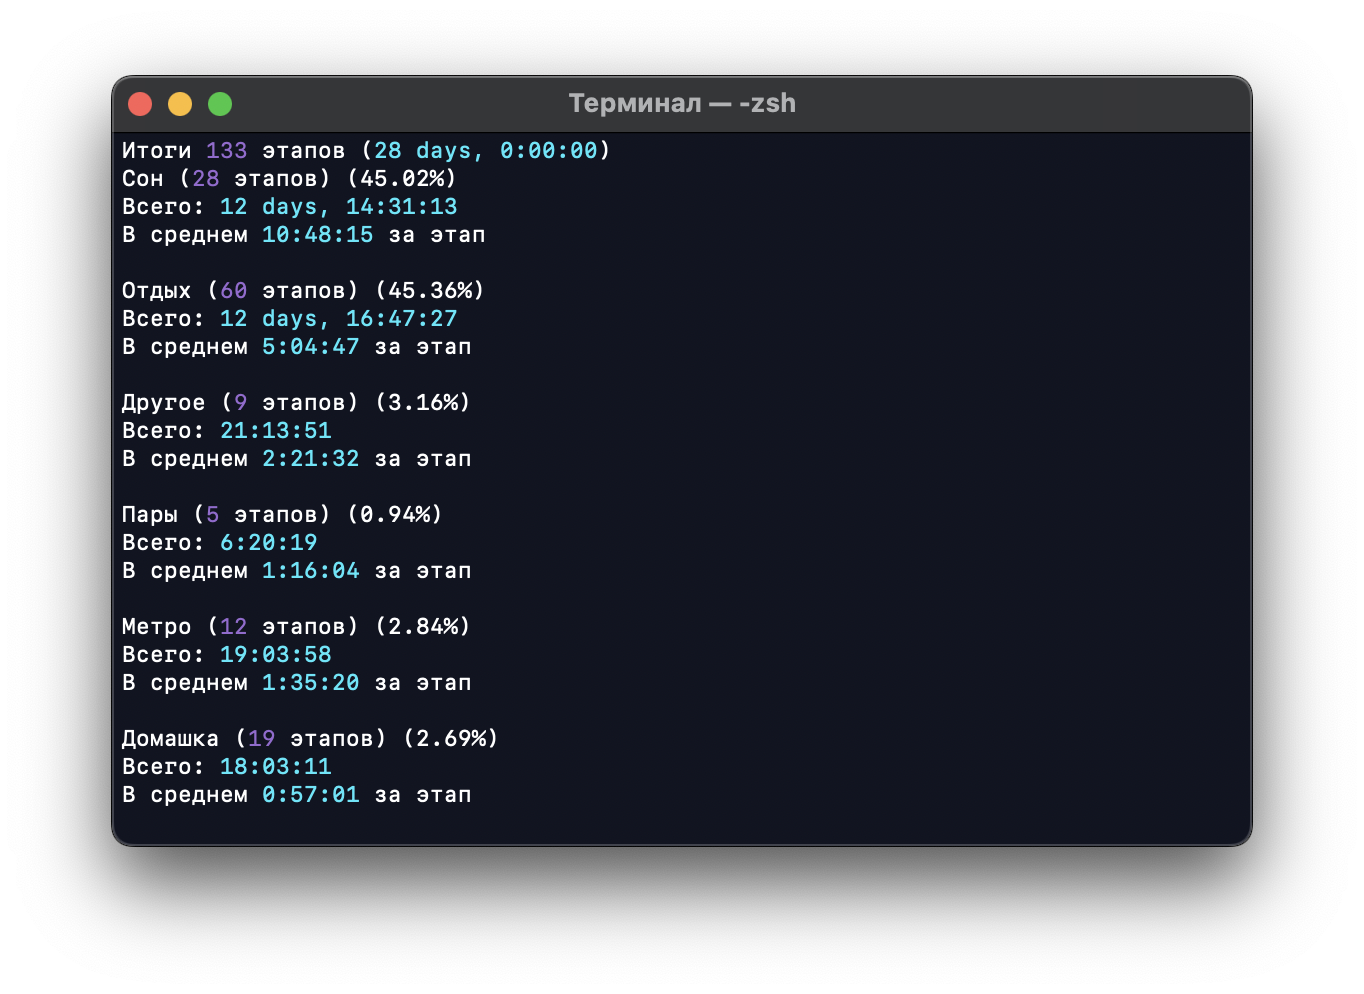 Терминал — -zsh
Итоги 133 этапов (28 days, 0:00:00)
Сон (28 этапов) (45.02%)
Всего: 12 days, 14:31:13
В среднем 10:48:15 за этап
Отдых (60 этапов) (45.36%)
Всего: 12 days, 16:47:27
В среднем 5:04:47 за этап
Другое (9 этапов) (3.16%)
Всего: 21:13:51
В среднем 2:21:32 за этап
Пары (5 этапов) (0.94%)
Всего: 6:20:19
В среднем 1:16:04 за этап
Метро (12 этапов) (2.84%)
Всего: 19:03:58
В среднем 1:35:20 за этап
Домашка (19 этапов) (2.69%)
Всего: 18:03:11
В среднем 0:57:01 за этап